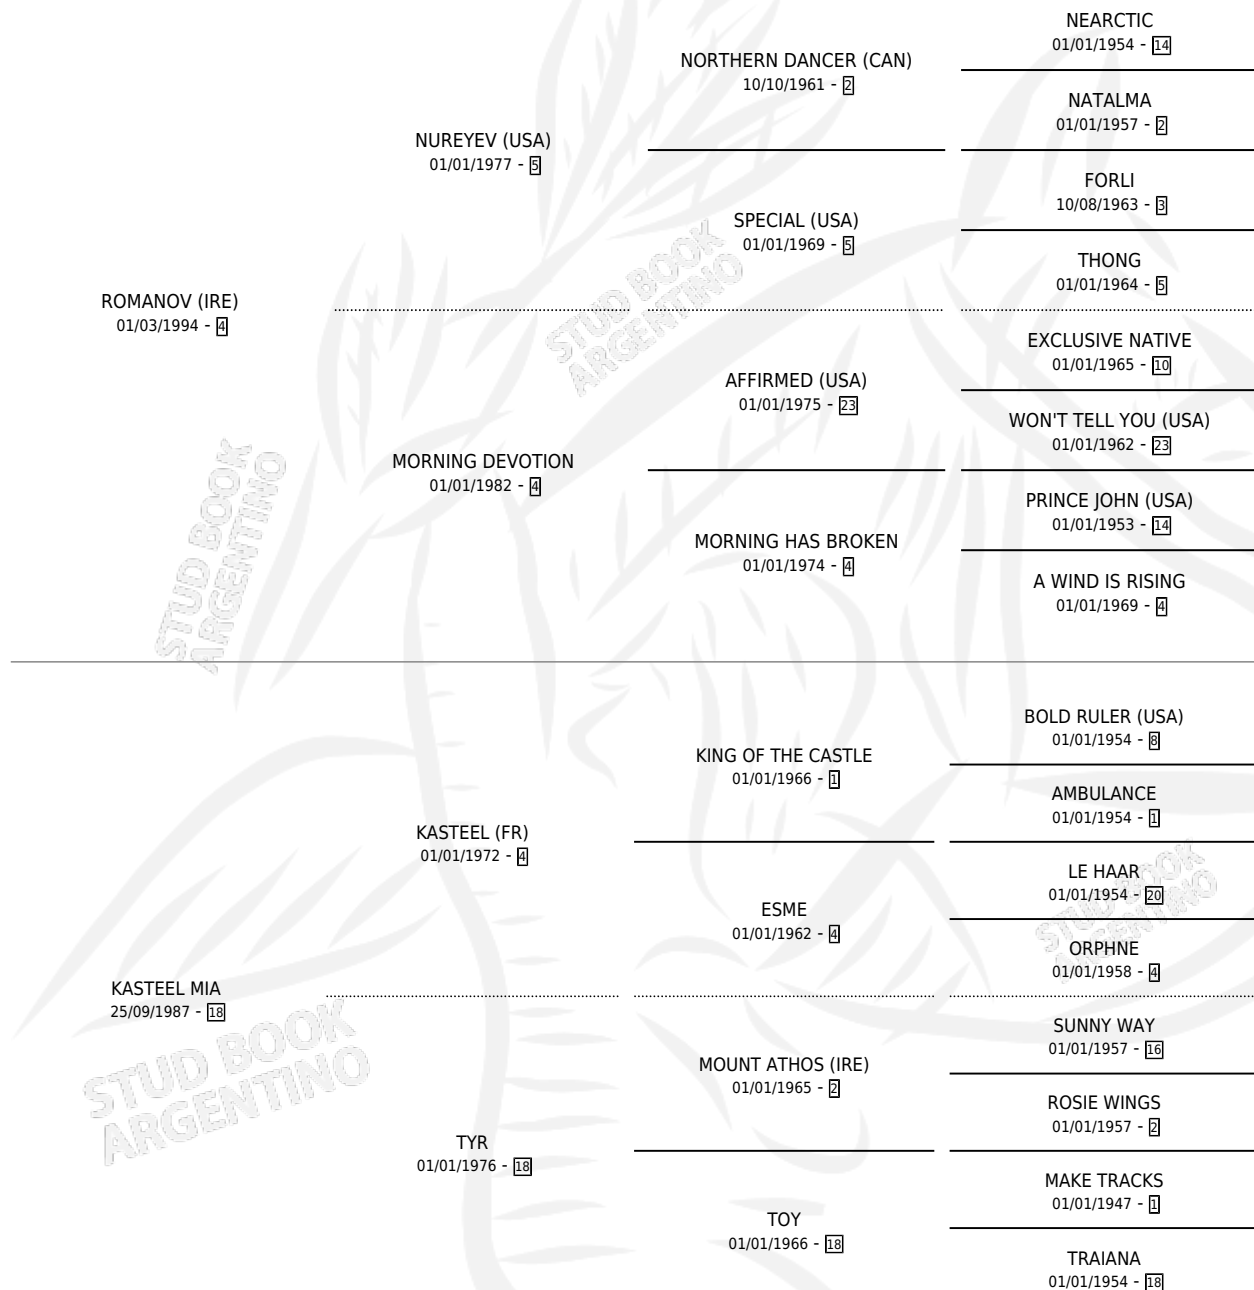 NEARCTIC
01/01/1954 - 14
NORTHERN DANCER (CAN)
10/10/1961 - 2
NATALMA
01/01/1957 - 2
NUREYEV (USA)
01/01/1977 - 5
FORLI
10/08/1963 - 3
SPECIAL (USA)
01/01/1969 - 5
THONG
01/01/1964 - 5
ROMANOV (IRE)
01/03/1994 - 4
EXCLUSIVE NATIVE
01/01/1965 - 10
AFFIRMED (USA)
01/01/1975 - 23
WON'T TELL YOU (USA)
01/01/1962 - 23
MORNING DEVOTION
01/01/1982 - 4
PRINCE JOHN (USA)
01/01/1953 - 14
MORNING HAS BROKEN
01/01/1974 - 4
A WIND IS RISING
01/01/1969 - 4
BOLD RULER (USA)
01/01/1954 - 8
KING OF THE CASTLE
01/01/1966 - 1
AMBULANCE
01/01/1954 - 1
KASTEEL (FR)
01/01/1972 - 4
LE HAAR
01/01/1954 - 20
ESME
01/01/1962 - 4
ORPHNE
01/01/1958 - 4
KASTEEL MIA
25/09/1987 - 18
SUNNY WAY
01/01/1957 - 16
MOUNT ATHOS (IRE)
01/01/1965 - 2
ROSIE WINGS
01/01/1957 - 2
TYR
01/01/1976 - 18
MAKE TRACKS
01/01/1947 - 1
TOY
01/01/1966 - 18
TRAIANA
01/01/1954 - 18
STUD BOOK
ARGENTINO
STUD BOOK
ARGENTINO
STUD BOOK
ARGENTINO
STUD BOOK
ARGENTINO